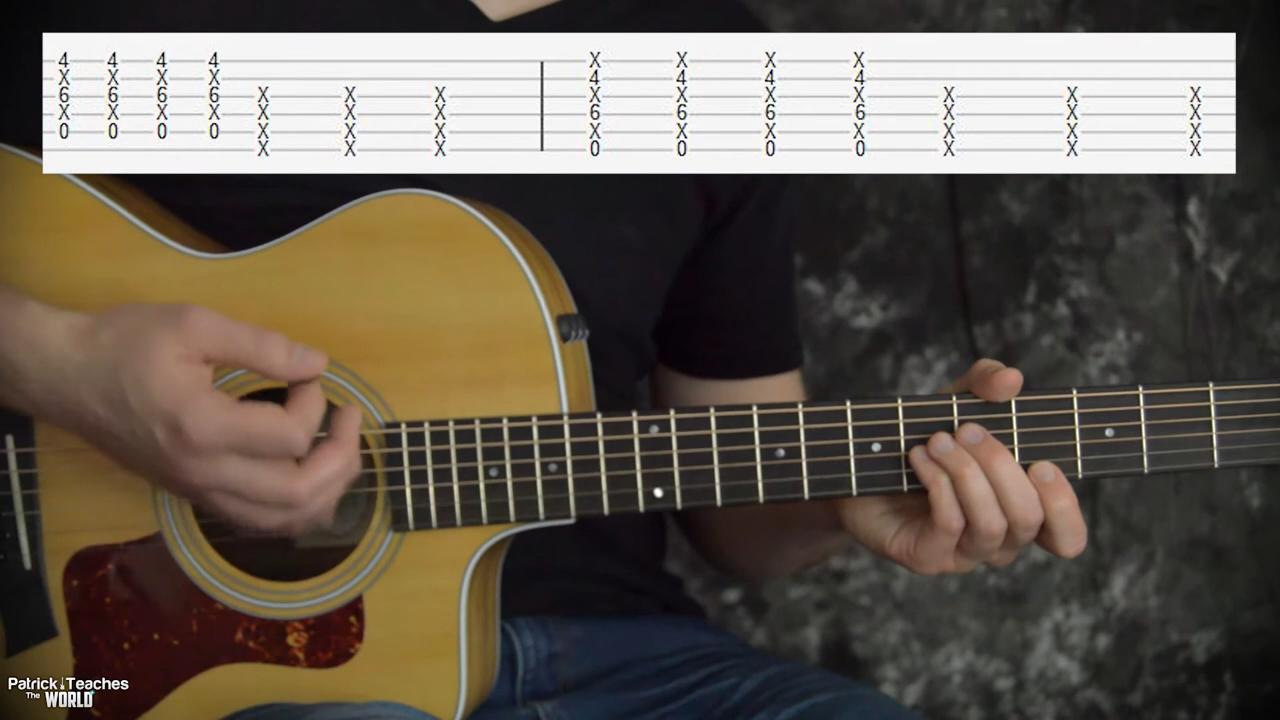 4 4 4 4 X X X X
X X X X 4 4 4 4
6 6 6 6 X X X X X X X X X X
X X X X X X X 6 6 6 6 X X X
0 0 0 0 X X X X X X X X X X
X X X 0 0 0 0 X X X
Patrick Teaches
The WORLD